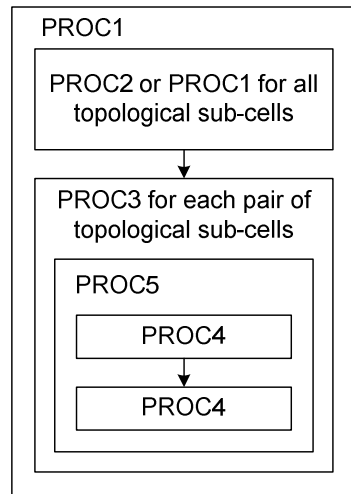 PROC1
PROC2 or PROC1 for all
topological sub-cells
PROC3 for each pair of
topological sub-cells
PROC5
PROC4
PROC4